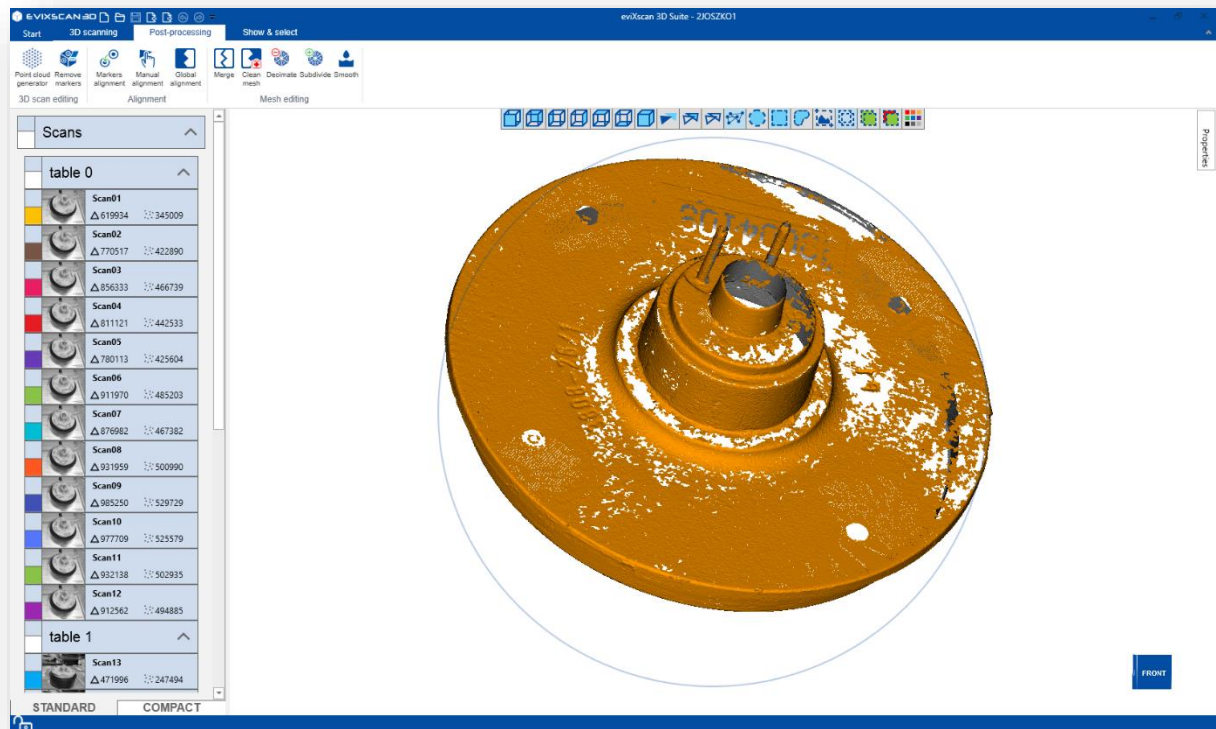 EVIXSCAN 3D
eviXscan 3D Suite - 2JOSZKO1
Start 3D scanning Post-processing Show & select
Point cloud generator
Remove markers
Markers alignment
Manual alignment
Global alignment
Merge
Clean mesh
Decimate
Subdivide
Smooth
3D scan editing Alignment Mesh editing
Properties
Scans
table 0
Scan01
619934 345009
Scan02
770517 422890
Scan03
856333 466739
Scan04
811121 442533
Scan05
780113 425604
Scan06
911970 485203
Scan07
876982 467382
Scan08
931959 500990
Scan09
985250 529729
Scan10
977709 525579
Scan11
932138 502935
Scan12
912562 494885
table 1
Scan13
471996 247494
STANDARD COMPACT
FRONT